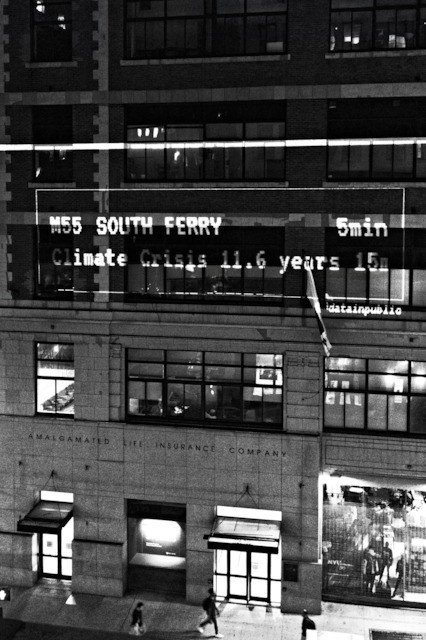 M55 SOUTH FERRY 5min
Climate Crisis 11.6 years 15m
datainpublic
AMALGAMATED LIFE INSURANCE COMPANY